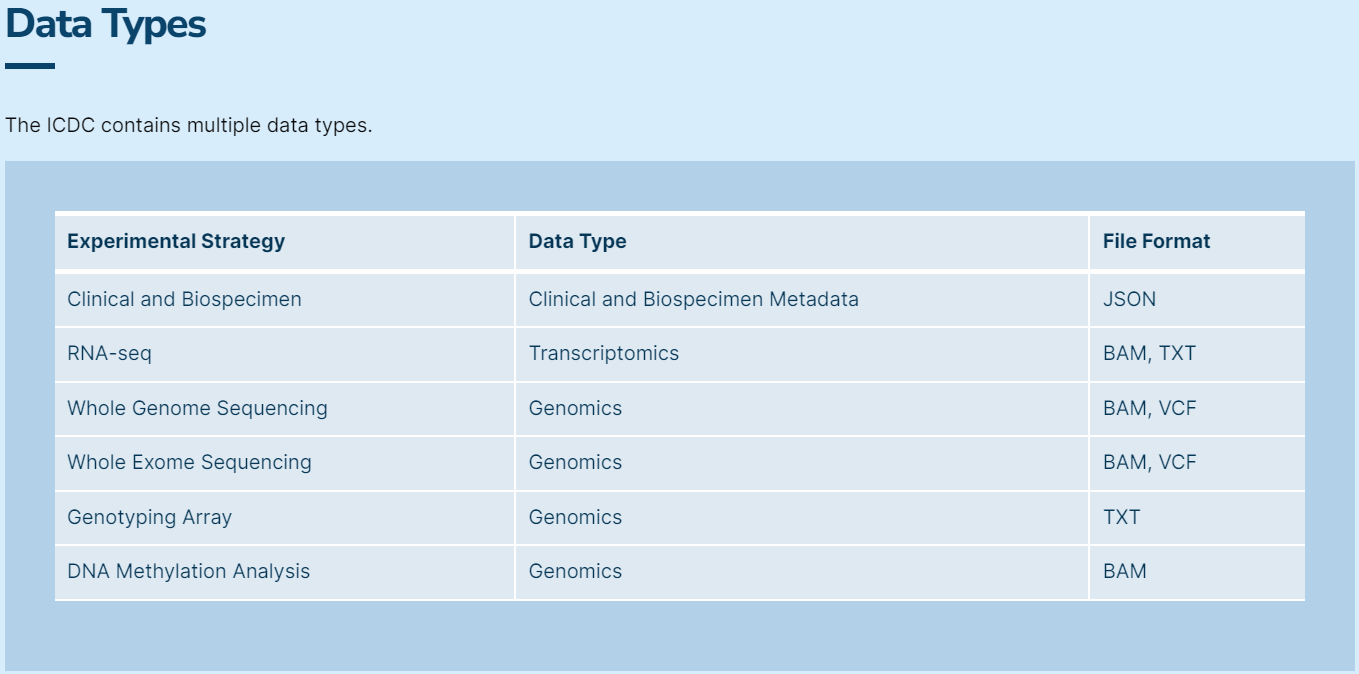 Data Types
The ICDC contains multiple data types.
Experimental Strategy Data Type File Format
Clinical and Biospecimen Clinical and Biospecimen Metadata JSON
RNA-seq Transcriptomics BAM, TXT
Whole Genome Sequencing Genomics BAM, VCF
Whole Exome Sequencing Genomics BAM, VCF
Genotyping Array Genomics TXT
DNA Methylation Analysis Genomics BAM